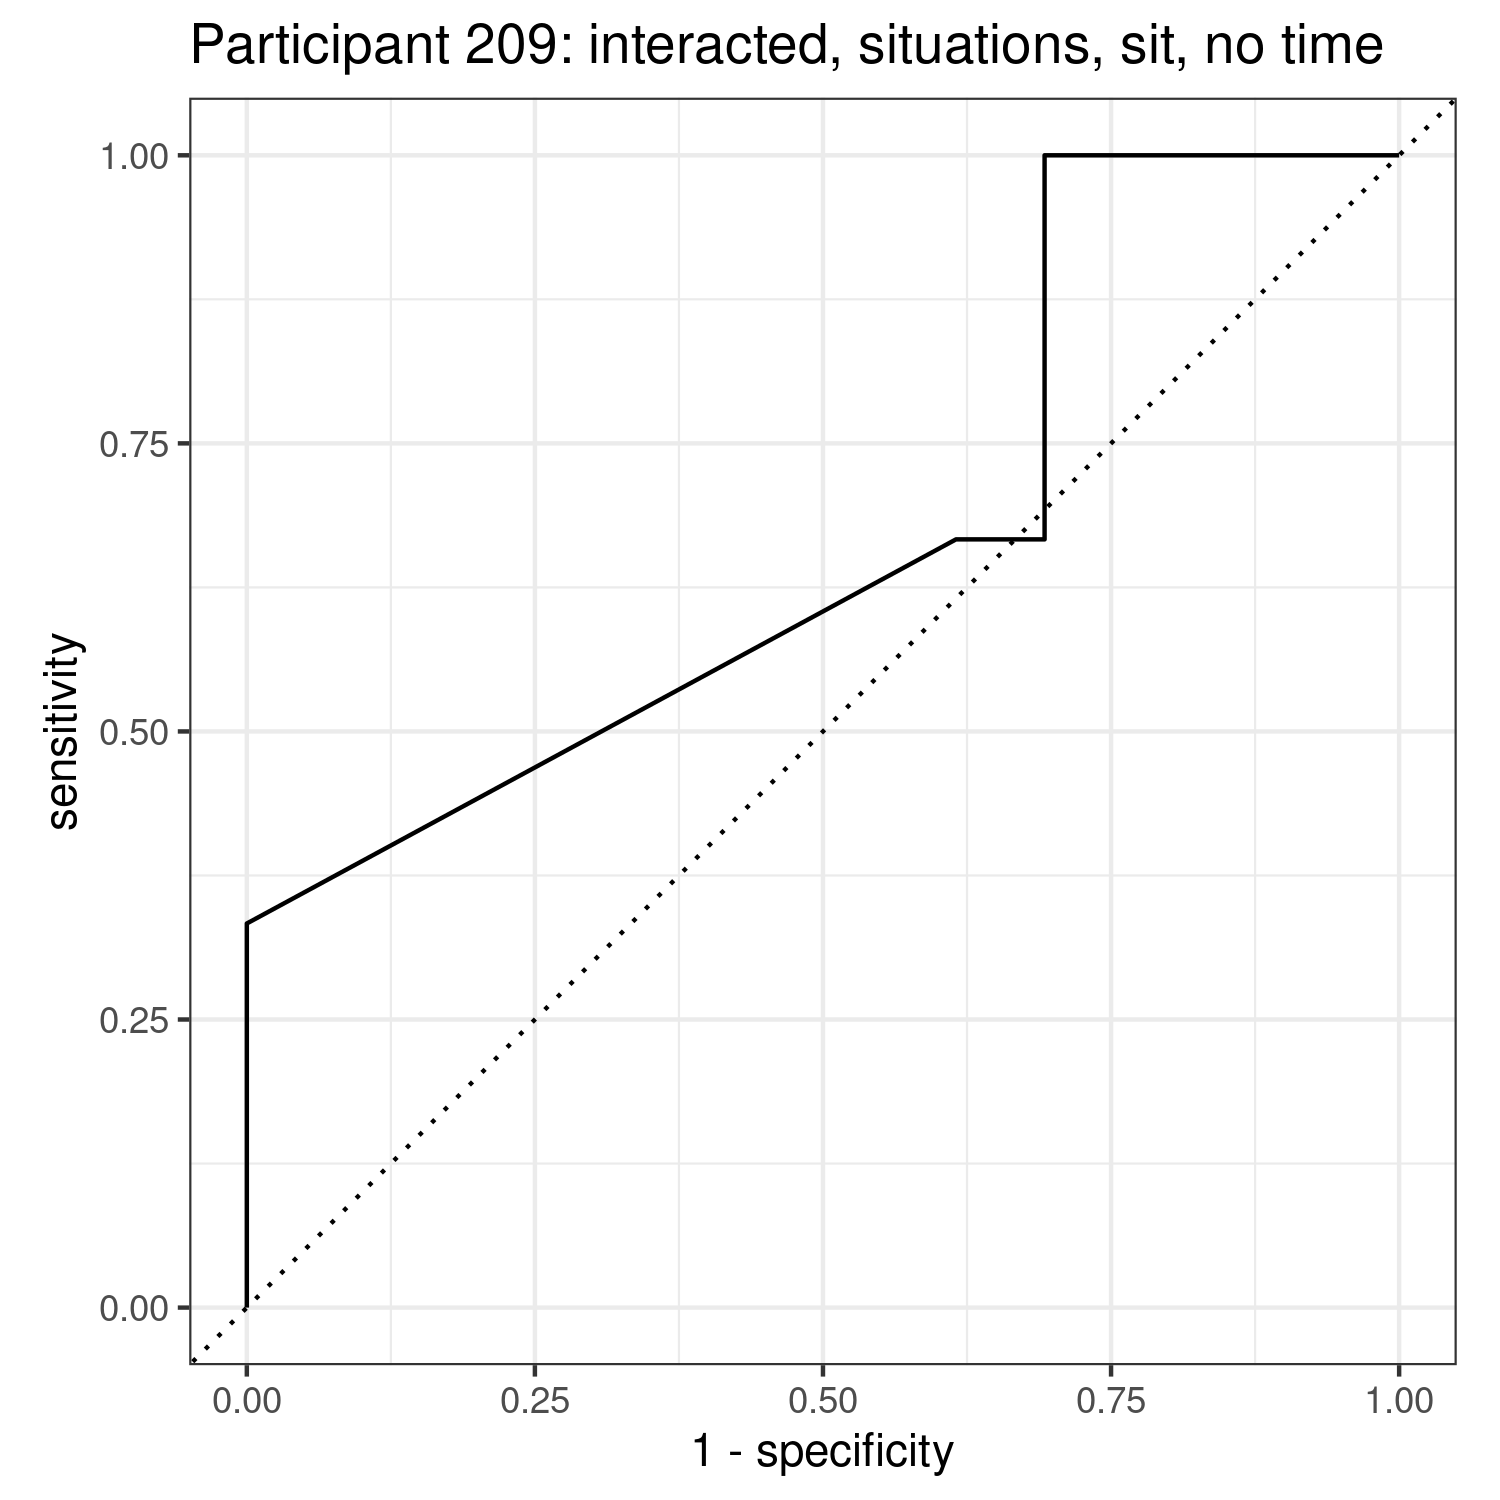 Participant 209: interacted, situations, sit, no time
1.00
0.75
0.50
0.25
0.00
sensitivity
0.00 0.25 0.50 0.75 1.00
1 - specificity